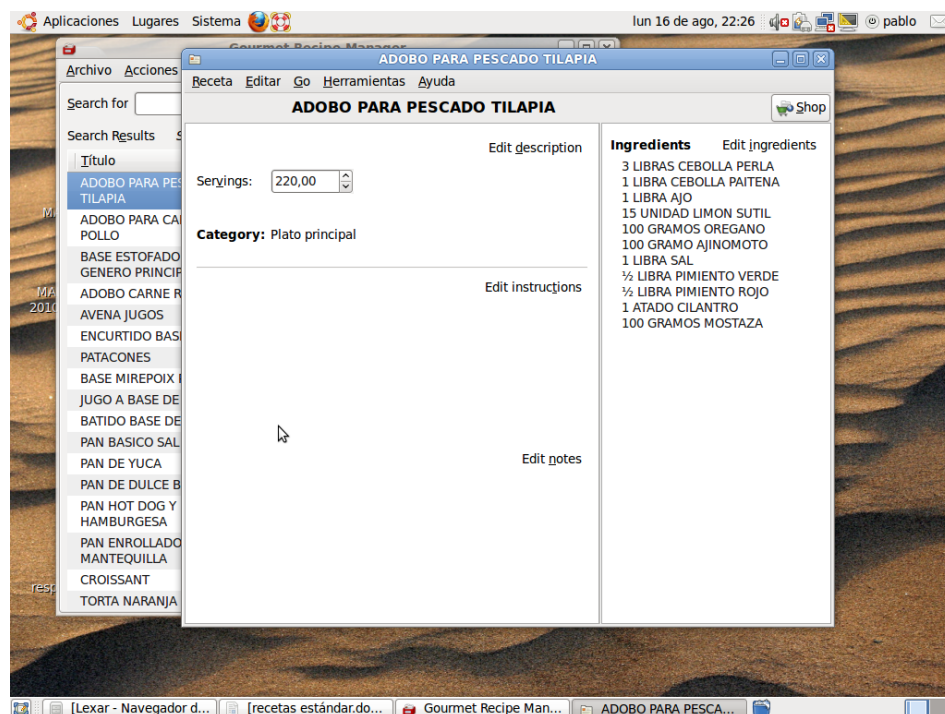 Aplicaciones Lugares Sistema lun 16 de ago, 22:26 pablo
Gourmet Recipe Manager
ADOBO PARA PESCADO TILAPIA
Archivo Acciones
Receta Editar Go Herramientas Ayuda
Search for
ADOBO PARA PESCADO TILAPIA
Shop
Search Results
Título
ADOBO PARA PES
TILAPIA
ADOBO PARA CA
POLLO
BASE ESTOFADO
GENERO PRINCIP
ADOBO CARNE R
AVENA JUGOS
ENCURTIDO BASI
PATACONES
BASE MIREPOIX
JUGO A BASE DE
BATIDO BASE DE
PAN BASICO SAL
PAN DE YUCA
PAN DE DULCE B
PAN HOT DOG Y
HAMBURGESA
PAN ENROLLADO
MANTEQUILLA
CROISSANT
TORTA NARANJA
MA
2010
resp
Edit description
Servings: 220,00
Category: Plato principal
Edit instructions
Edit notes
Ingredients Edit ingredients
3 LIBRAS CEBOLLA PERLA
1 LIBRA CEBOLLA PAITENA
1 LIBRA AJO
15 UNIDAD LIMON SUTIL
100 GRAMOS OREGANO
100 GRAMO AJINOMOTO
1 LIBRA SAL
½ LIBRA PIMIENTO VERDE
½ LIBRA PIMIENTO ROJO
1 ATADO CILANTRO
100 GRAMOS MOSTAZA
[Lexar - Navegador d... [recetas estándar.do... Gourmet Recipe Man... ADOBO PARA PESCA...